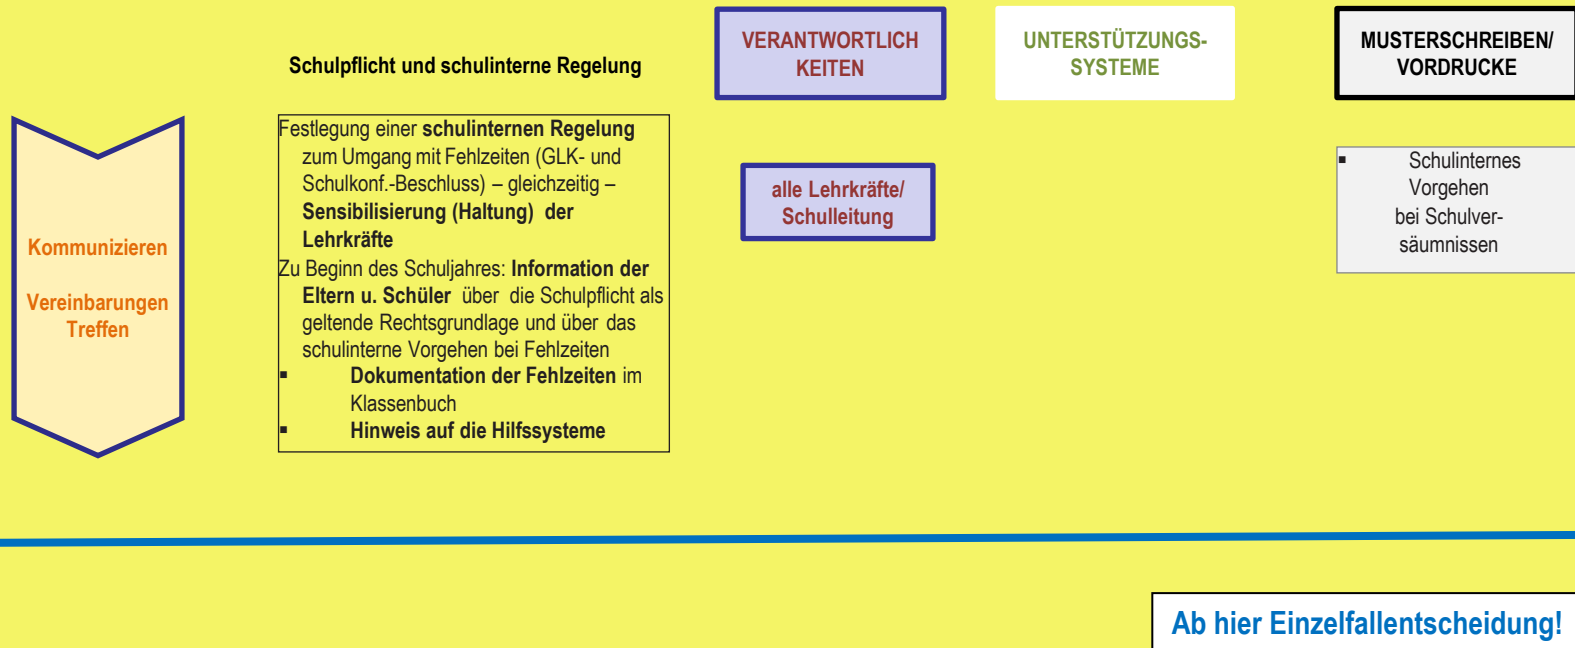 Schulpflicht und schulinterne Regelung
VERANTWORTLICH
KEITEN
UNTERSTÜTZUNGS-
SYSTEME
MUSTERSCHREIBEN/
VORDRUCKE
Kommunizieren
Vereinbarungen
Treffen
Festlegung einer schulinternen Regelung
zum Umgang mit Fehlzeiten (GLK- und
Schulkonf.-Beschluss) – gleichzeitig –
Sensibilisierung (Haltung) der
Lehrkräfte
Zu Beginn des Schuljahres: Information der
Eltern u. Schüler über die Schulpflicht als
geltende Rechtsgrundlage und über das
schulinterne Vorgehen bei Fehlzeiten
▪ Dokumentation der Fehlzeiten im
Klassenbuch
▪ Hinweis auf die Hilfssysteme
alle Lehrkräfte/
Schulleitung
▪ Schulinternes
Vorgehen
bei Schulver-
säumnissen
Ab hier Einzelfallentscheidung!